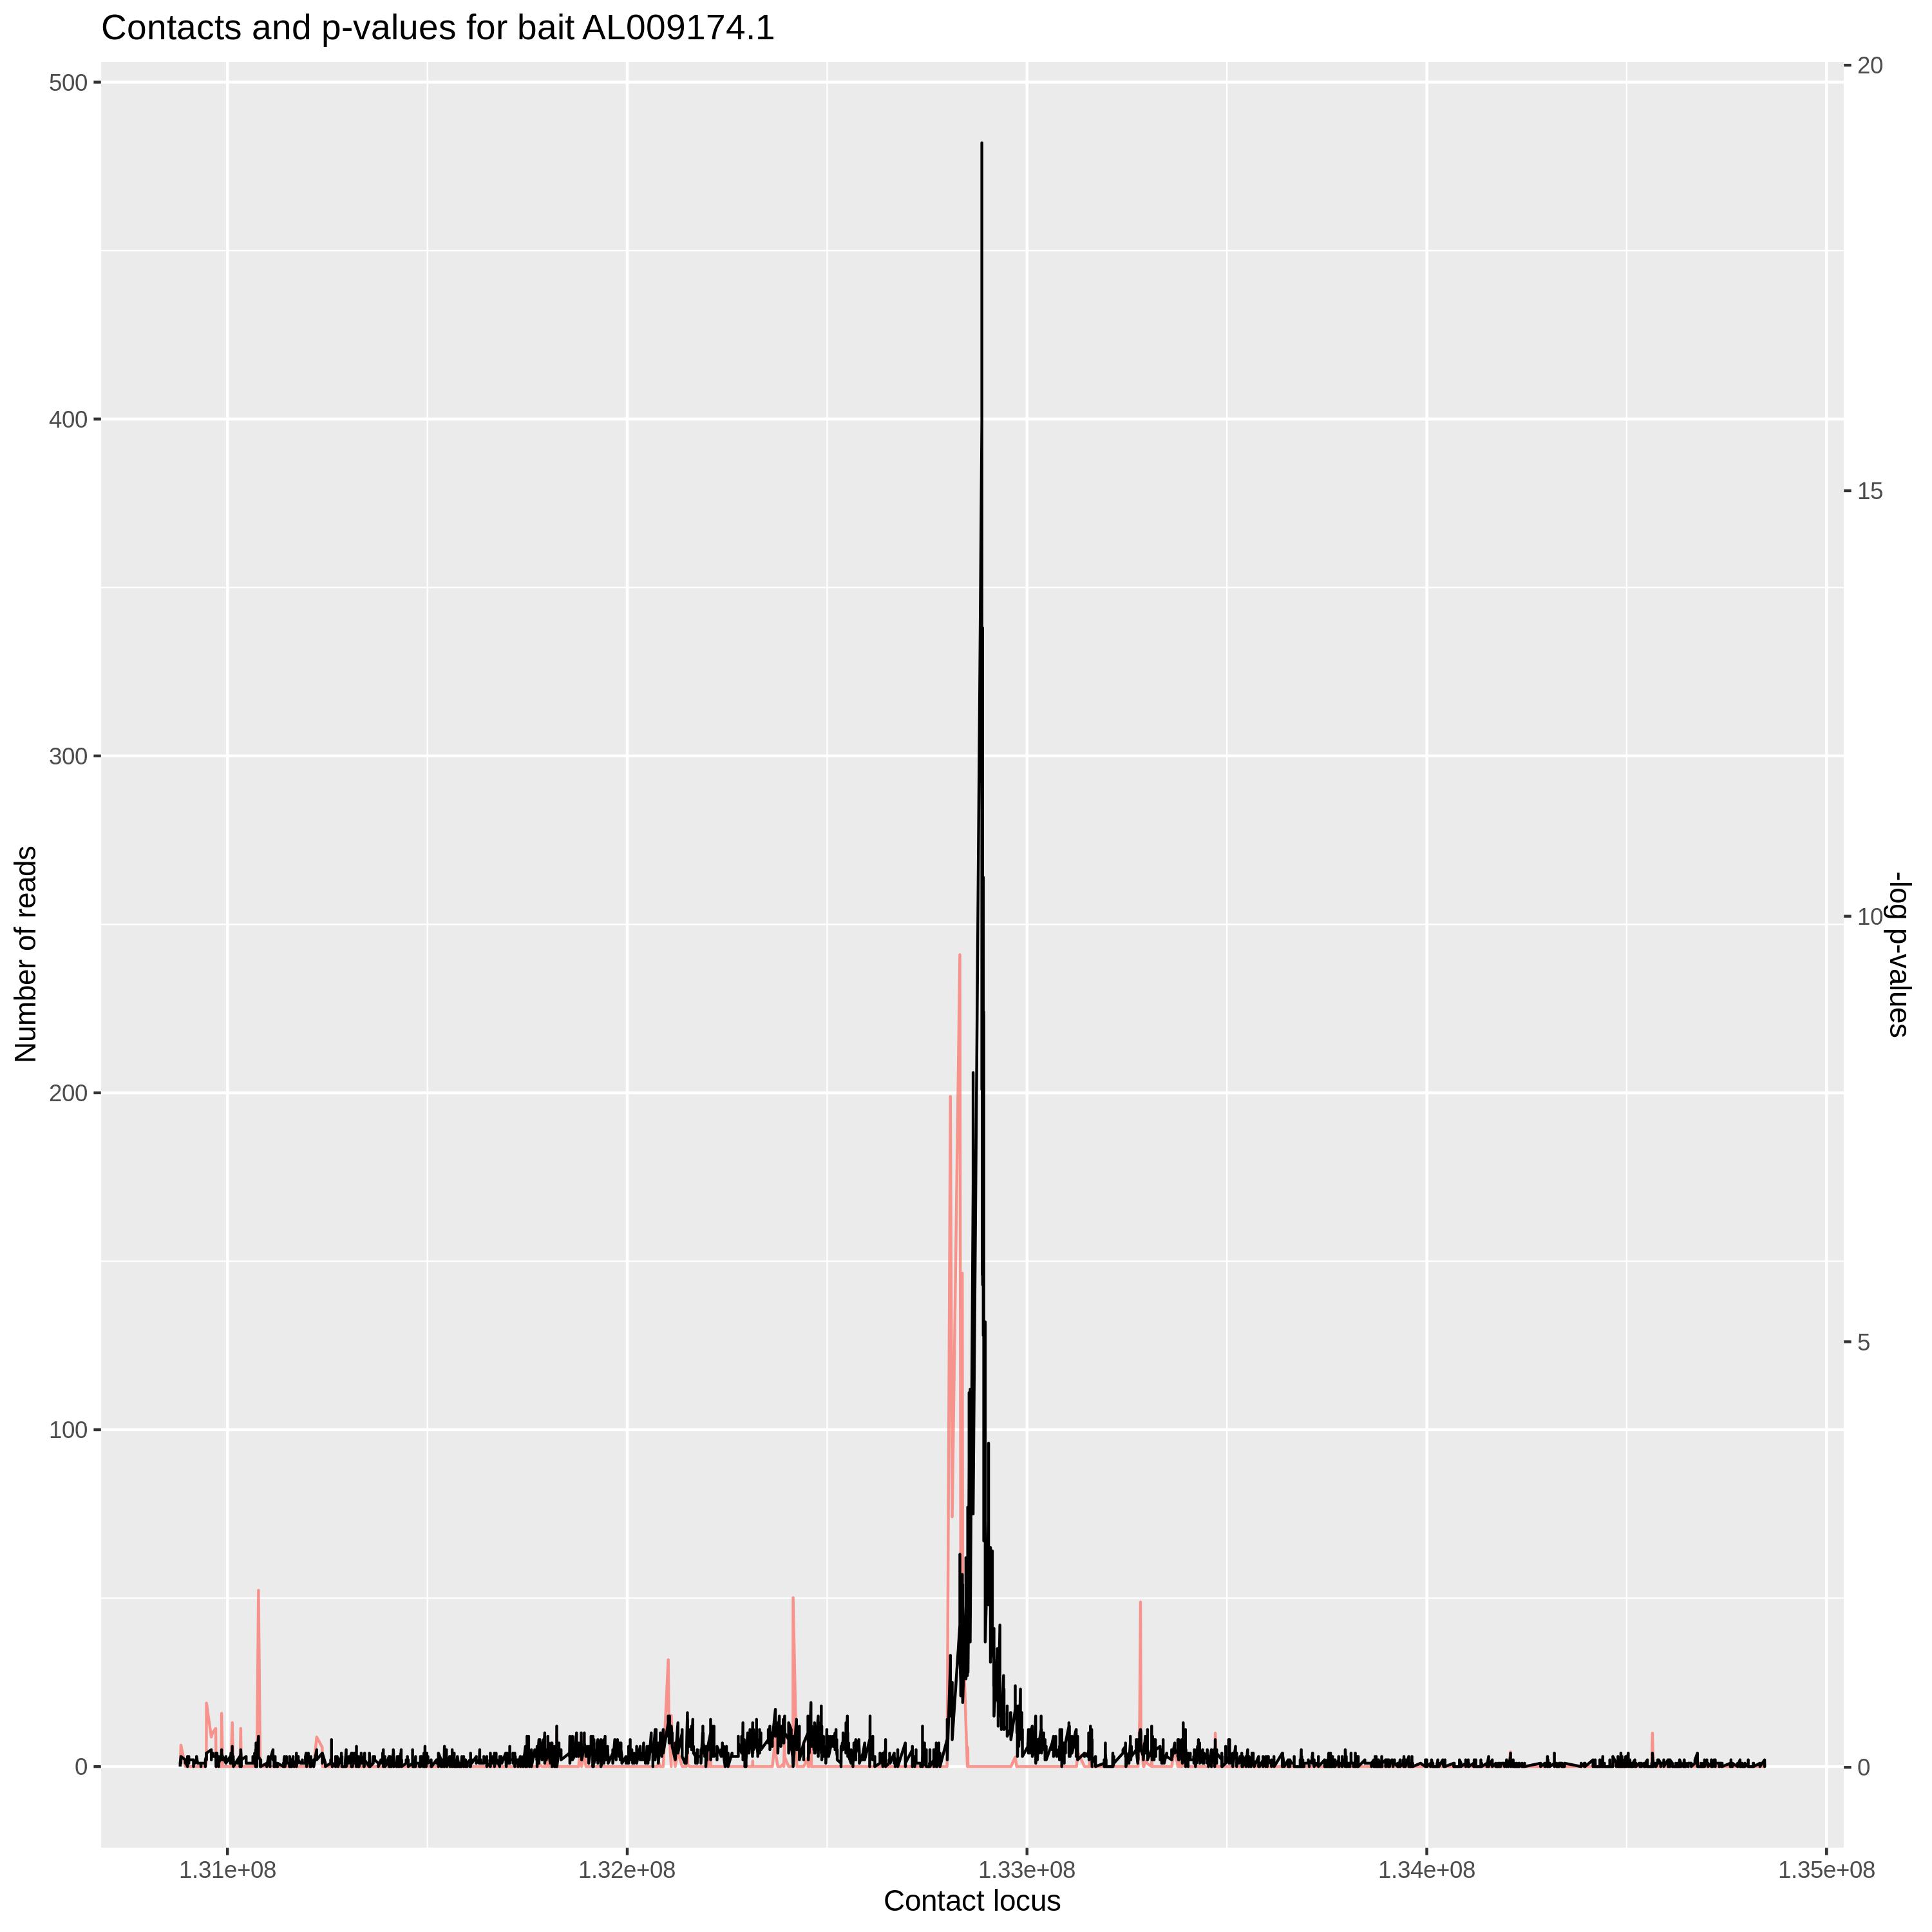 Contacts and p-values for bait AL009174.1
500
400
300
200
100
0
Number of reads
20
15
10
5
0
-log p-values
1.31e+08
1.32e+08
1.33e+08
1.34e+08
1.35e+08
Contact locus